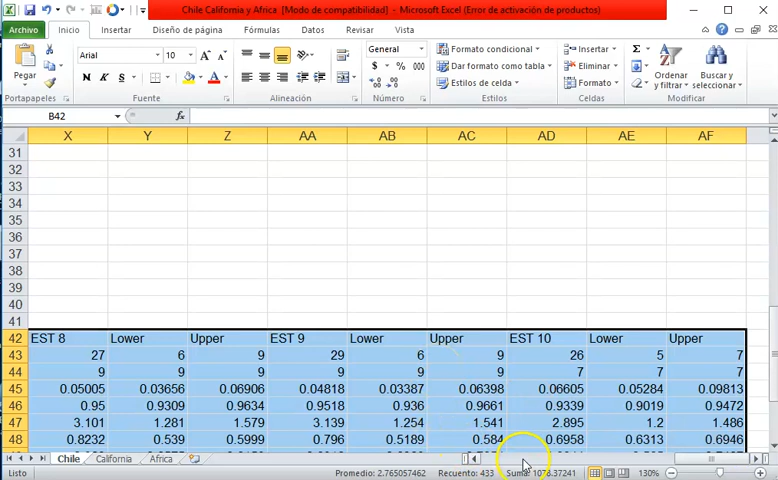 Chile California y Africa [Modo de compatibilidad] - Microsoft Excel (Error de activación de productos)
Archivo Inicio Insertar Diseño de página Fórmulas Datos Revisar Vista
Arial 10 General Formato condicional Insertar Σ
Pegar $ % 000 Dar formato como tabla Eliminar Ordenar y filtrar Buscar y seleccionar
N K S A Estilos de celda Formato
Portapapeles Fuente Alineación Número Estilos Celdas Modificar
B42 fx
X Y Z AA AB AC AD AE AF
31
32
33
34
35
36
37
38
39
40
41
42 EST 8 Lower Upper EST 9 Lower Upper EST 10 Lower Upper
43 27 6 9 29 6 9 26 5 7
44 9 9 9 9 9 9 7 7 7
45 0.05005 0.03656 0.06906 0.04818 0.03387 0.06398 0.06605 0.05284 0.09813
46 0.95 0.9309 0.9634 0.9518 0.936 0.9661 0.9339 0.9019 0.9472
47 3.101 1.281 1.579 3.139 1.254 1.541 2.895 1.2 1.486
48 0.8232 0.539 0.5999 0.796 0.5189 0.584 0.6958 0.6313 0.6946
Chile California Africa
Listo Promedio: 2.765057462 Recuento: 433 Suma: 1078.37241 130%